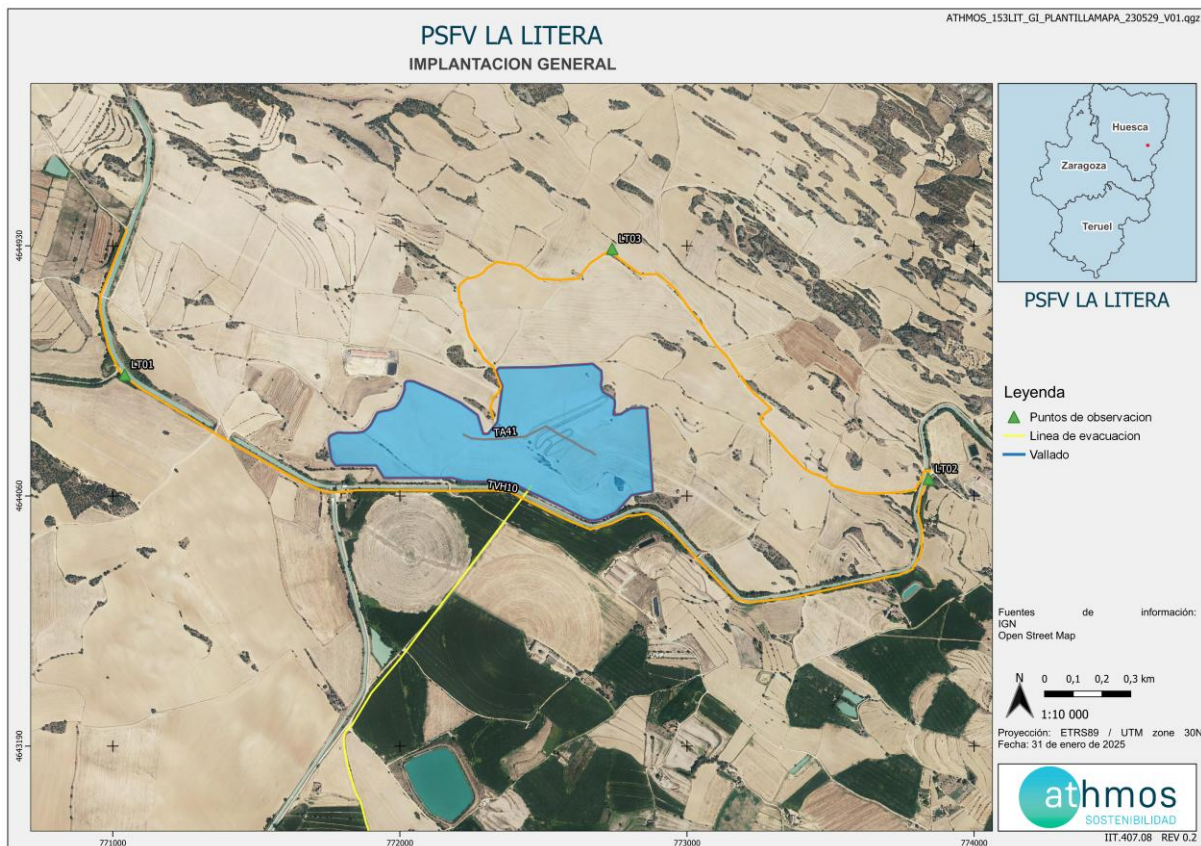 ATHMOS_153LIT_GI_PLANTILLAMAPA_230529_V01.qgz
PSFV LA LITERA
IMPLANTACION GENERAL
Huesca
Zaragoza
Teruel
PSFV LA LITERA
Leyenda
Puntos de observacion
Linea de evacuacion
Vallado
LT03
LT01
TA41
LT02
TVH10
4644930
4644060
4643190
771000
772000
773000
774000
Fuentes de información:
IGN
Open Street Map
N
0 0,1 0,2 0,3 km
1:10 000
Proyección: ETRS89 / UTM zone 30N
Fecha: 31 de enero de 2025
athmos
SOSTENIBILIDAD
IIT.407.08 REV 0.2